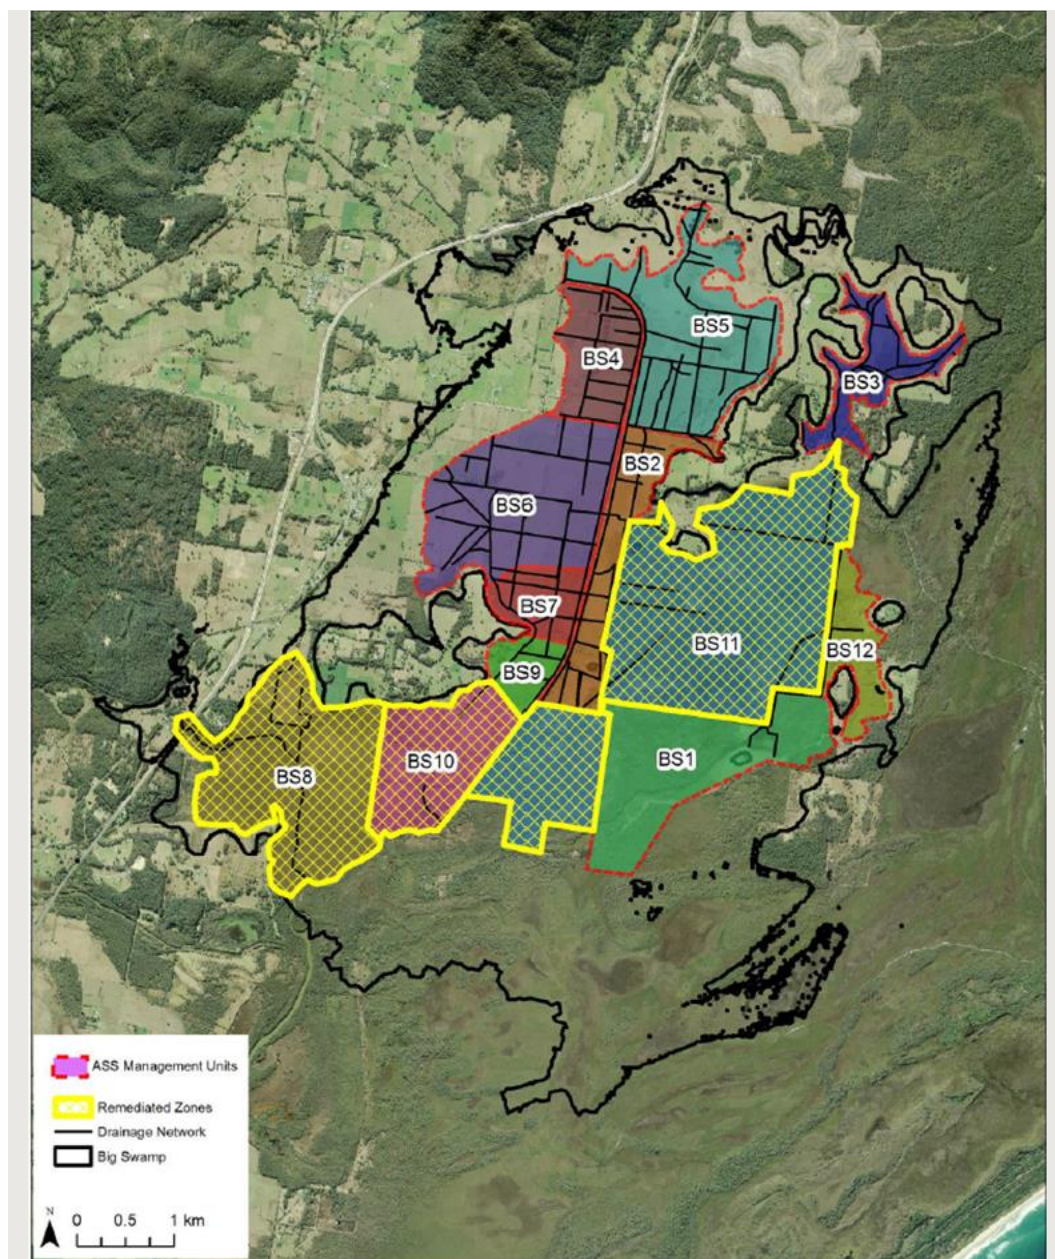 BS5
BS4
BS3
BS2
BS6
BS7
BS11
BS12
BS9
BS1
BS10
BS8
ASS Management Units
Remediated Zones
Drainage Network
Big Swamp
N
0 0.5 1 km